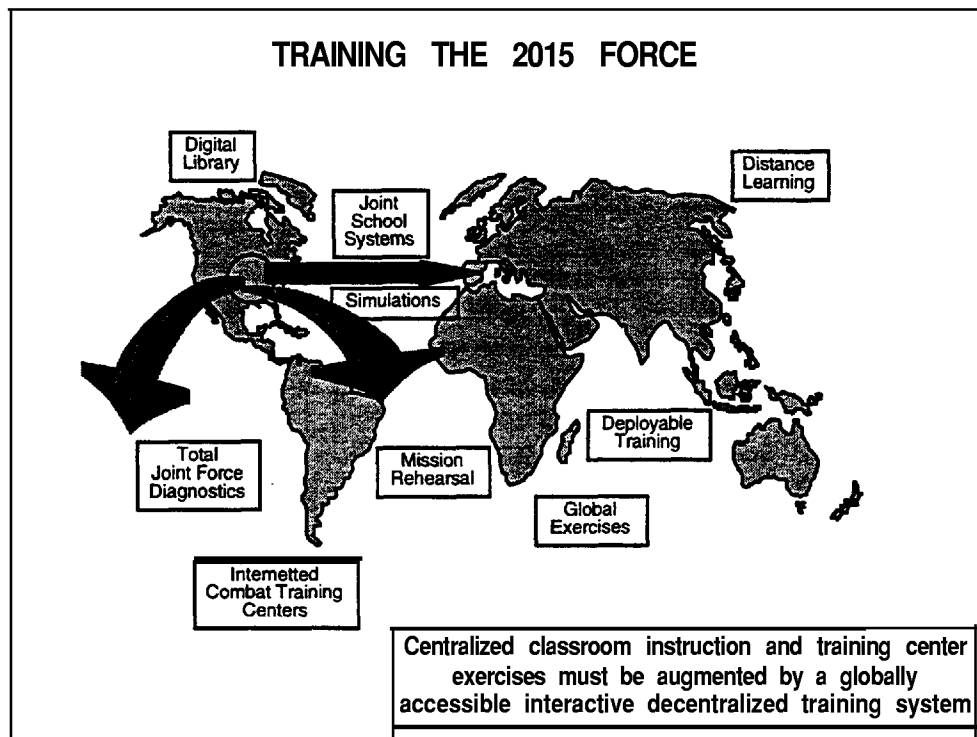 TRAINING THE 2015 FORCE
Digital
Library
Distance
Learning
Joint
School
Systems
Simulations
Deployable
Training
Total
Joint Force
Diagnostics
Mission
Rehearsal
Global
Exercises
Internetted
Combat Training
Centers
Centralized classroom instruction and training center
exercises must be augmented by a globally
accessible interactive decentralized training system